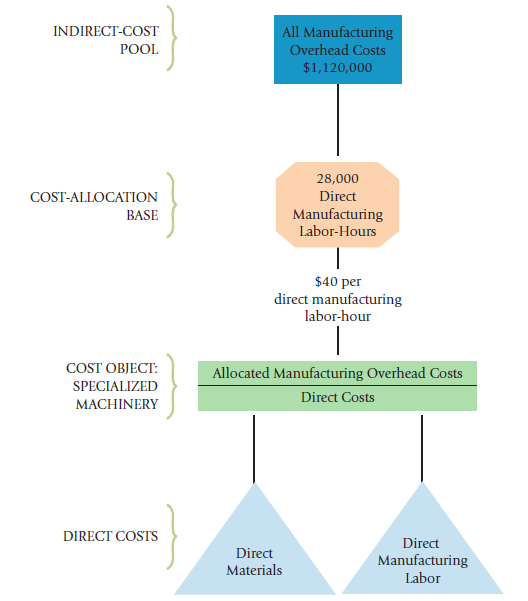 INDIRECT-COST
POOL
All Manufacturing
Overhead Costs
$1,120,000
COST-ALLOCATION
BASE
28,000
Direct
Manufacturing
Labor-Hours
$40 per
direct manufacturing
labor-hour
COST OBJECT:
SPECIALIZED
MACHINERY
Allocated Manufacturing Overhead Costs
Direct Costs
DIRECT COSTS
Direct
Materials
Direct
Manufacturing
Labor